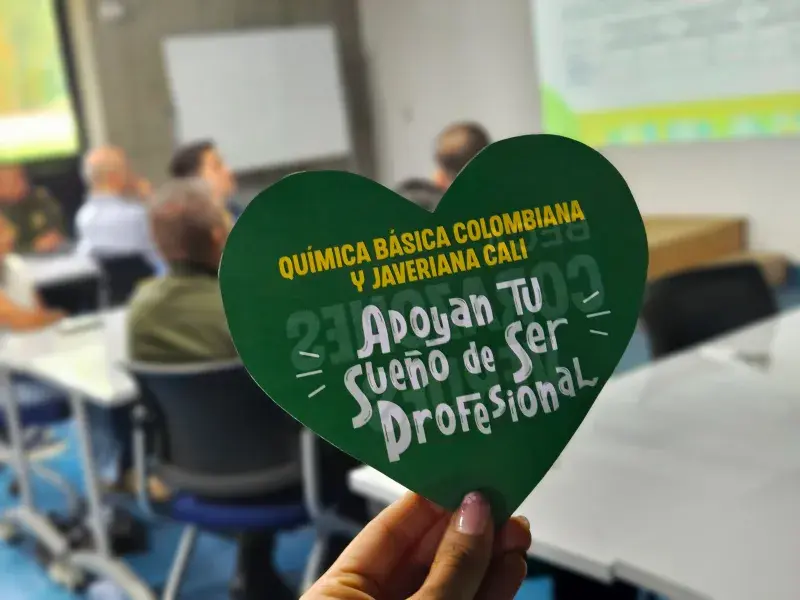 QUÍMICA BÁSICA COLOMBIANA
Y JAVERIANA CALI
Apoyan TU
Sueño de Ser
Profesional